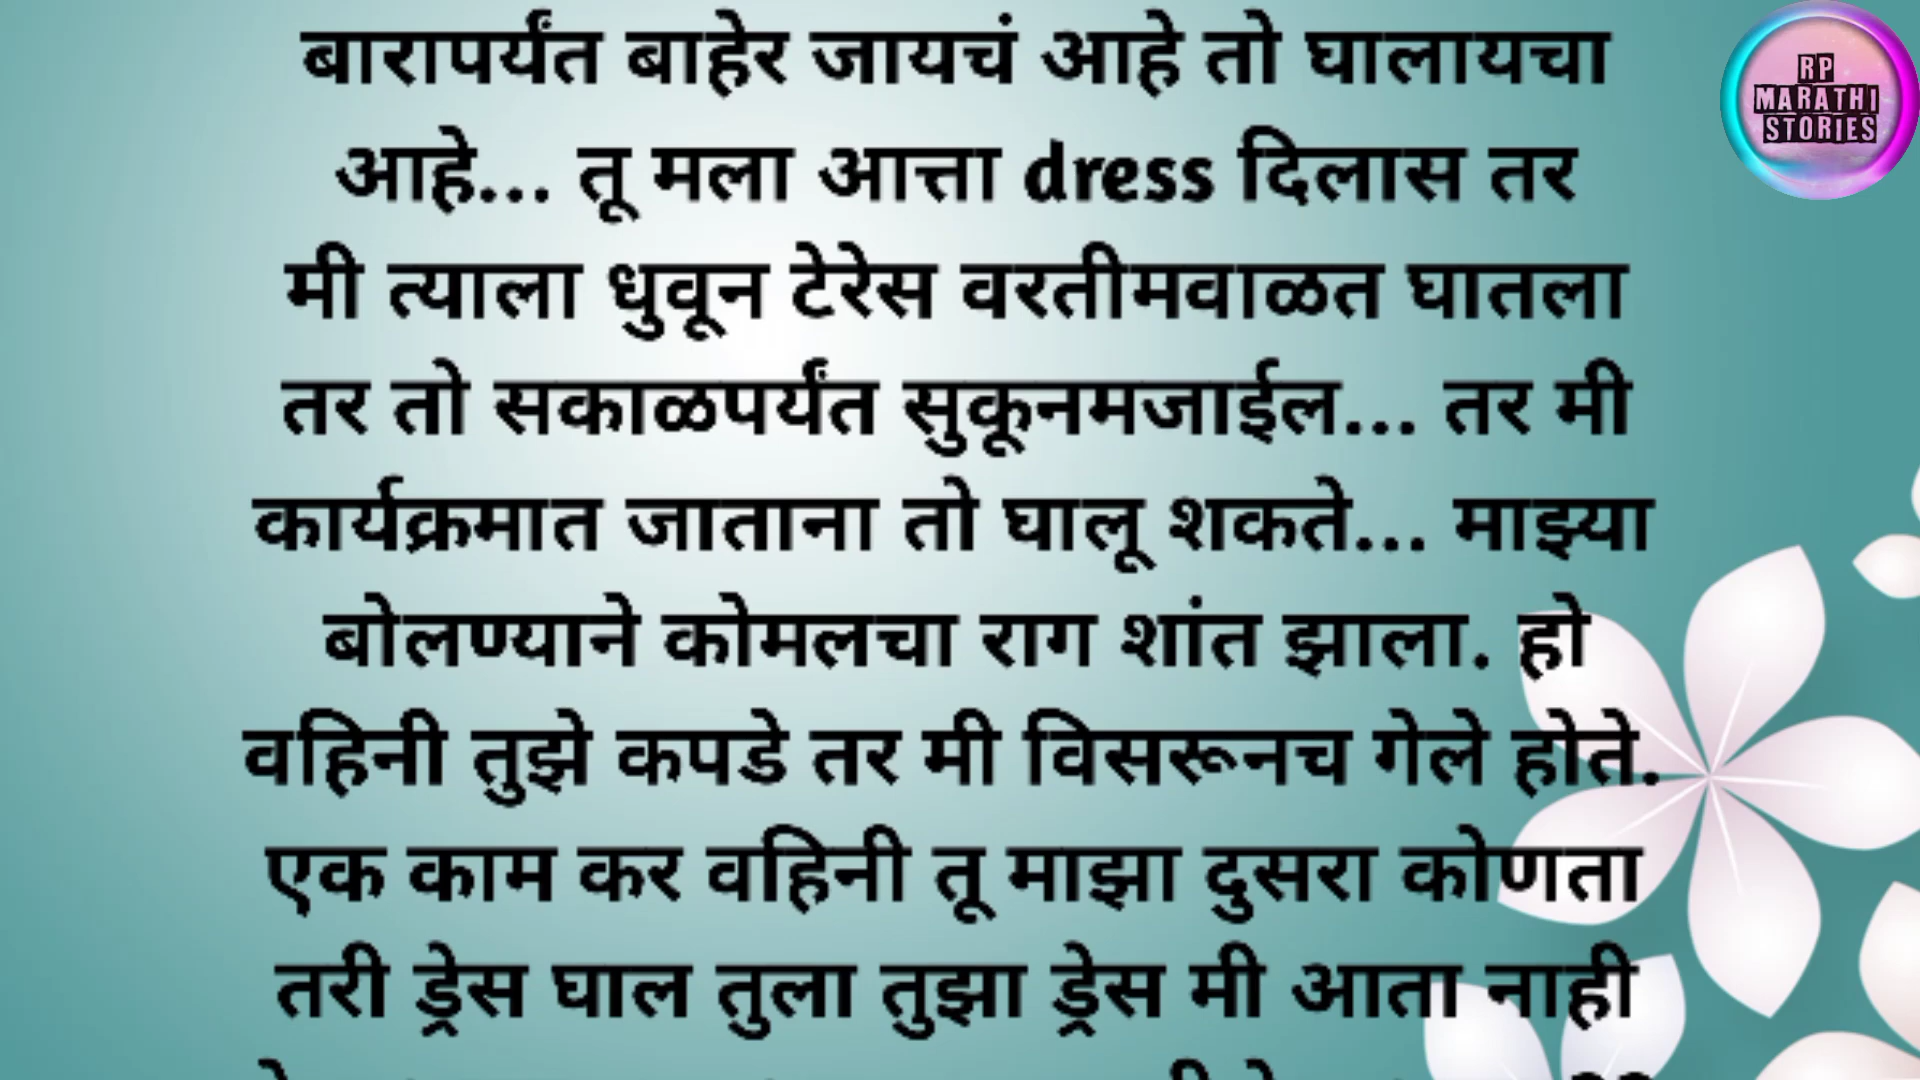 बारापर्यंत बाहेर जायचं आहे तो घालायचा
आहे... तू मला आत्ता dress दिलास तर
मी त्याला धुवून टेरेस वरतीमवाळत घातला
तर तो सकाळपर्यंत सुकूनमजाईल... तर मी
कार्यक्रमात जाताना तो घालू शकते... माझ्या
बोलण्याने कोमलचा राग शांत झाला. हो
वहिनी तुझे कपडे तर मी विसरूनच गेले होते.
एक काम कर वहिनी तू माझा दुसरा कोणता
तरी ड्रेस घाल तुला तुझा ड्रेस मी आता नाही
RP
MARATHI
STORIES